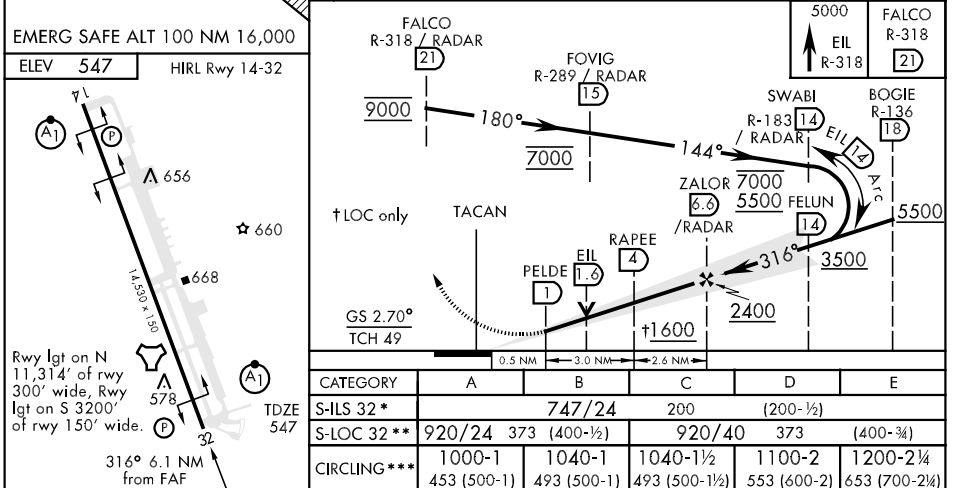 EMERG SAFE ALT 100 NM 16,000
ELEV 547
HIRL Rwy 14-32
14
A1
P
656
660
668
14,530 x 150
578
A1
P
32
TDZE
547
Rwy lgt on N
11,314' of rwy
300' wide, Rwy
lgt on S 3200'
of rwy 150' wide.
316° 6.1 NM
from FAF
FALCO
R-318 / RADAR
21
9000
180°
FOVIG
R-289 / RADAR
15
7000
144°
5000
EIL
R-318
FALCO
R-318
21
SWABI
R-183 14
/ RADAR
EIL 14 Arc
BOGIE
R-136
18
7000
5500
5500
ZALOR
6.6
/RADAR
FELUN
14
316°
3500
2400
† LOC only
TACAN
RAPEE
4
EIL
1.6
PELDE
1
†1600
GS 2.70°
TCH 49
0.5 NM
3.0 NM
2.6 NM
CATEGORY A B C D E
S-ILS 32 * 747/24 200 (200-½)
S-LOC 32 ** 920/24 373 (400-½) 920/40 373 (400-¾)
CIRCLING *** 1000-1 1040-1 1040-1½ 1100-2 1200-2¼
453 (500-1) 493 (500-1) 493 (500-1½) 553 (600-2) 653 (700-2¼)